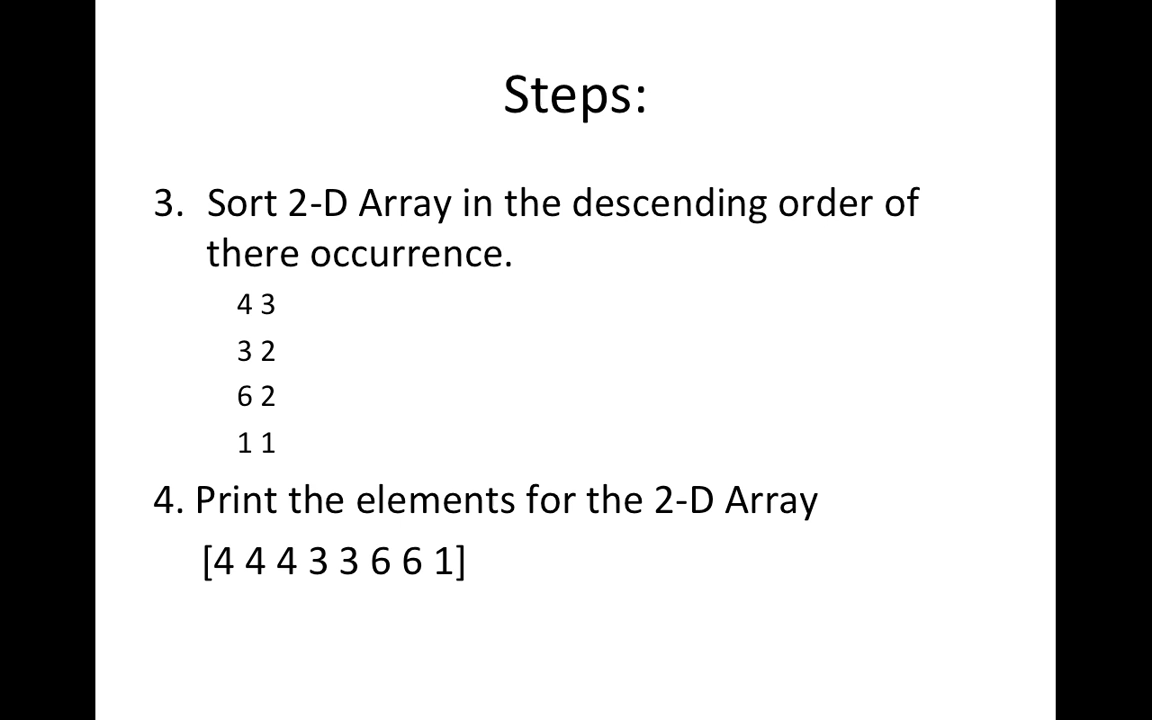 Steps:
3. Sort 2-D Array in the descending order of
there occurrence.
4 3
3 2
6 2
1 1
4. Print the elements for the 2-D Array
[4 4 4 3 3 6 6 1]